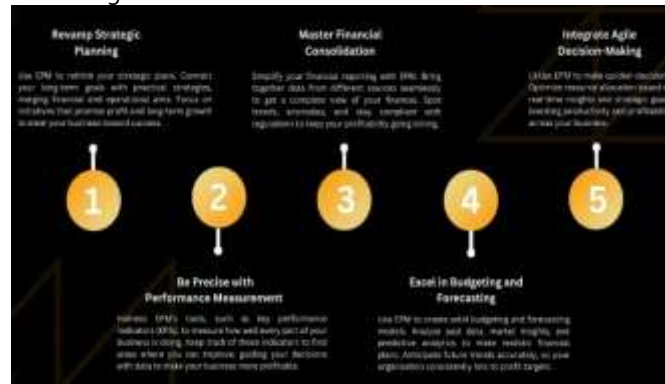 Revamp Strategic
Planning
Use EPM to rethink your strategic plans. Connect
your long-term goals with practical strategies,
merging financial and operational aims. Focus on
initiatives that promise profit and long-term growth
to steer your business toward success.
Master Financial
Consolidation
Simplify your financial reporting with EPM. Bring
together data from different sources seamlessly
to get a complete view of your finances. Spot
trends, anomalies, and stay compliant with
regulations to keep your profitability going strong.
Integrate Agile
Decision-Making
Utilize EPM to make quicker
Optimize resource allocation based
real-time insights and strategic
boosting productivity and
across your business.
1
2
3
4
5
Be Precise with
Performance Measurement
Harness EPM's tools, such as key performance
indicators (KPIs), to measure how well every part of your
business is doing. Keep track of these indicators to find
areas where you can improve, guiding your decisions
with data to make your business more profitable.
Excel in Budgeting and
Forecasting
Use EPM to create solid budgeting and forecasting
models. Analyze past data, market insights, and
predictive analytics to make realistic financial
plans. Anticipate future trends accurately, so your
organization consistently hits its profit targets.